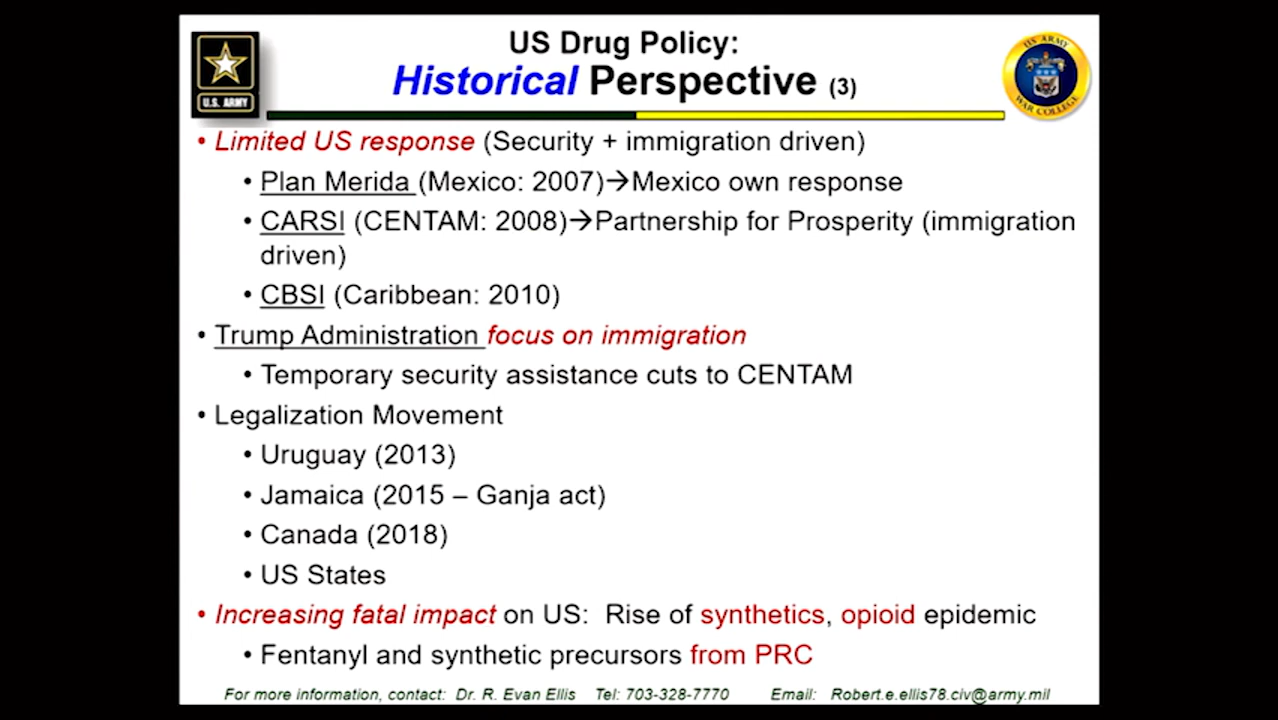 US Drug Policy:
Historical Perspective (3)
U.S. ARMY
US ARMY
WAR COLLEGE
• Limited US response (Security + immigration driven)
• Plan Merida (Mexico: 2007)→Mexico own response
• CARSI (CENTAM: 2008)→Partnership for Prosperity (immigration
driven)
• CBSI (Caribbean: 2010)
• Trump Administration focus on immigration
• Temporary security assistance cuts to CENTAM
• Legalization Movement
• Uruguay (2013)
• Jamaica (2015 – Ganja act)
• Canada (2018)
• US States
• Increasing fatal impact on US: Rise of synthetics, opioid epidemic
• Fentanyl and synthetic precursors from PRC
For more information, contact: Dr. R. Evan Ellis Tel: 703-328-7770 Email: Robert.e.ellis78.civ@army.mil